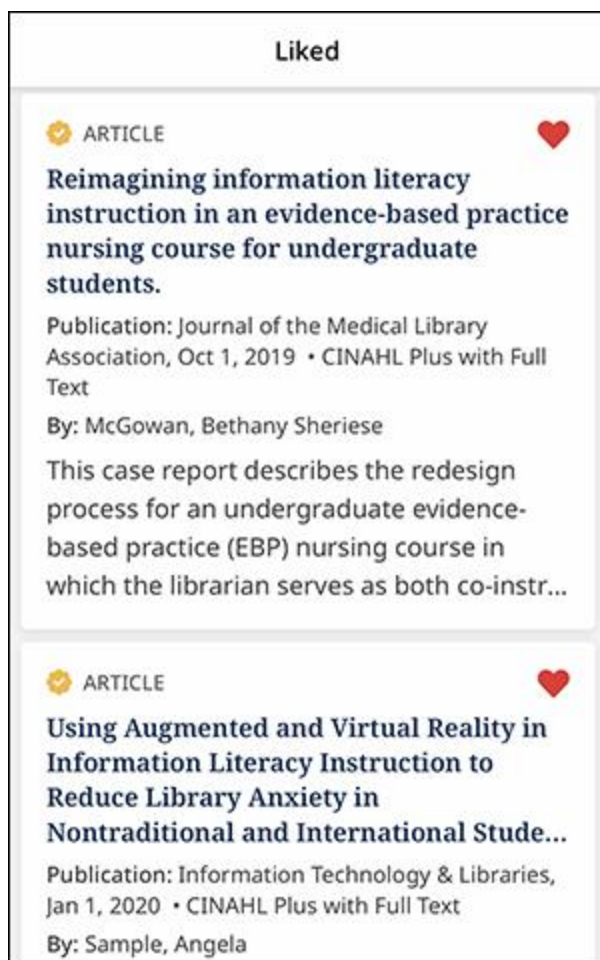 Liked
ARTICLE
Reimagining information literacy
instruction in an evidence-based practice
nursing course for undergraduate
students.
Publication: Journal of the Medical Library
Association, Oct 1, 2019 • CINAHL Plus with Full
Text
By: McGowan, Bethany Sheriese
This case report describes the redesign
process for an undergraduate evidence-
based practice (EBP) nursing course in
which the librarian serves as both co-instr...
ARTICLE
Using Augmented and Virtual Reality in
Information Literacy Instruction to
Reduce Library Anxiety in
Nontraditional and International Stude...
Publication: Information Technology & Libraries,
Jan 1, 2020 • CINAHL Plus with Full Text
By: Sample, Angela